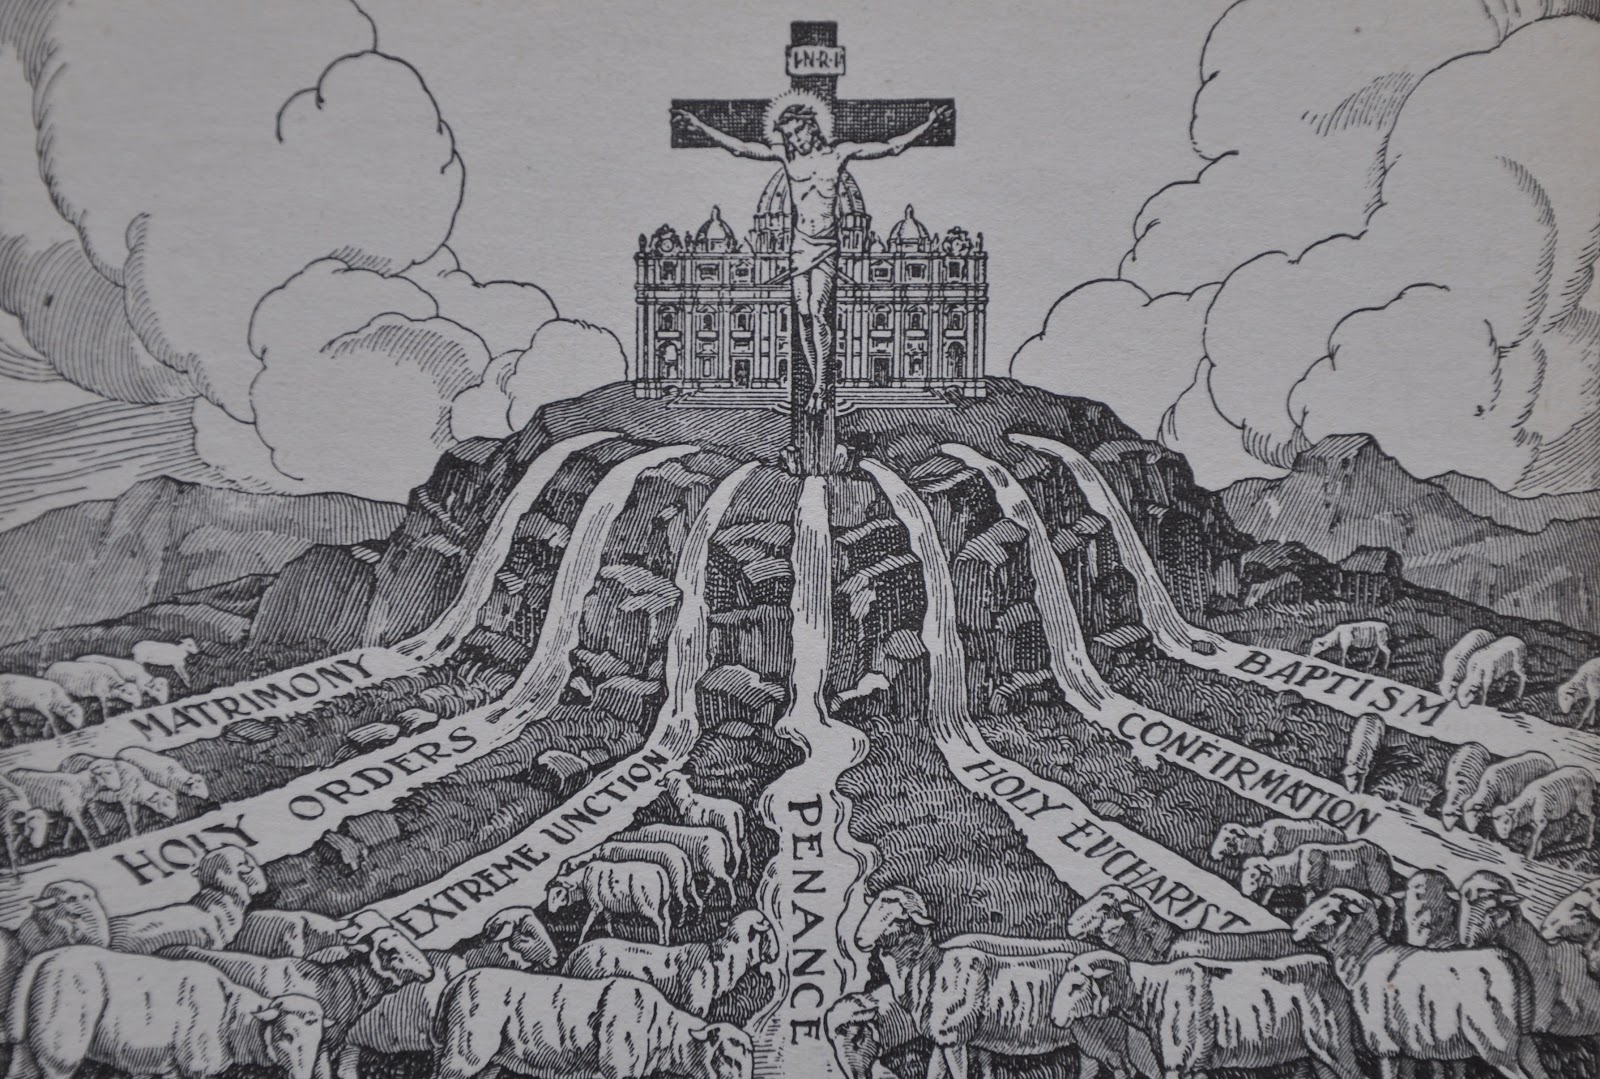 I·N·R·I
MATRIMONY
HOLY ORDERS
EXTREME UNCTION
PENANCE
HOLY EUCHARIST
CONFIRMATION
BAPTISM